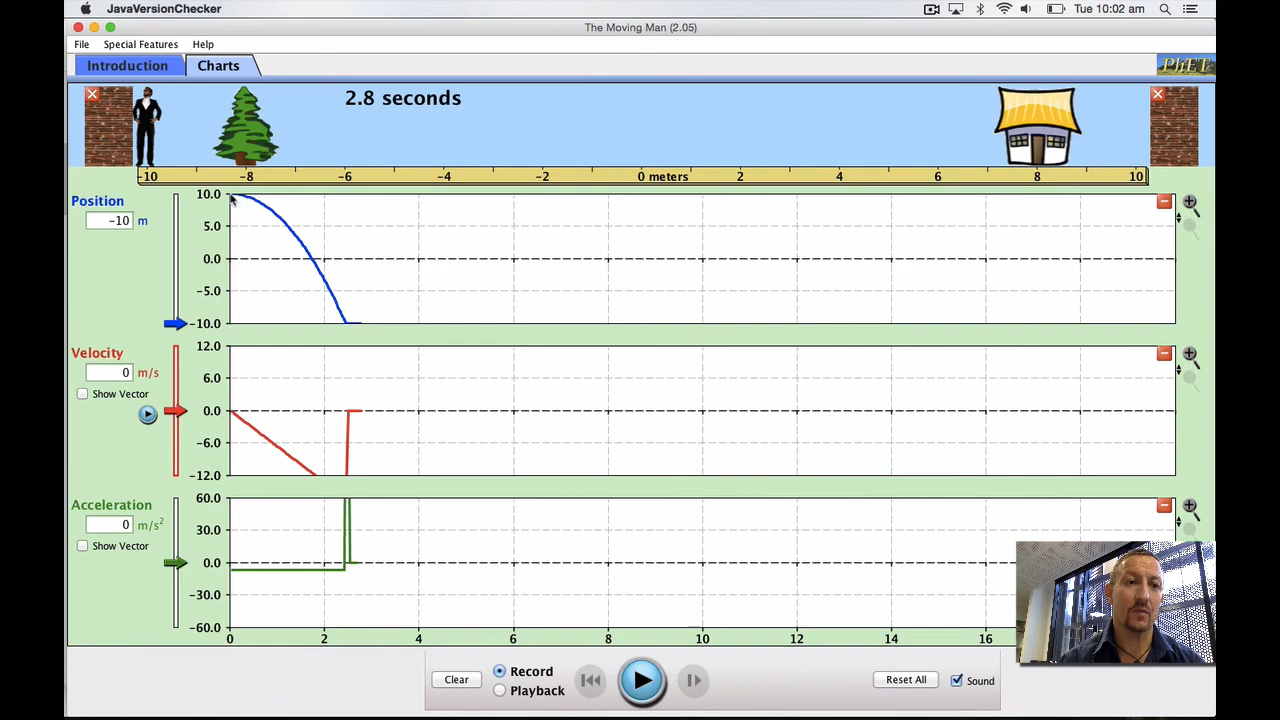 JavaVersionChecker
Tue 10:02 am
The Moving Man (2.05)
File Special Features Help
Introduction Charts
PhET
2.8 seconds
-10 -8 -6 -4 -2 0 meters 2 4 6 8 10
Position
-10 m
10.0
5.0
0.0
-5.0
-10.0
Velocity
0 m/s
Show Vector
12.0
6.0
0.0
-6.0
-12.0
Acceleration
0 m/s²
Show Vector
60.0
30.0
0.0
-30.0
-60.0
0 2 4 6 8 10 12 14 16
Clear
Record
Playback
Reset All
Sound